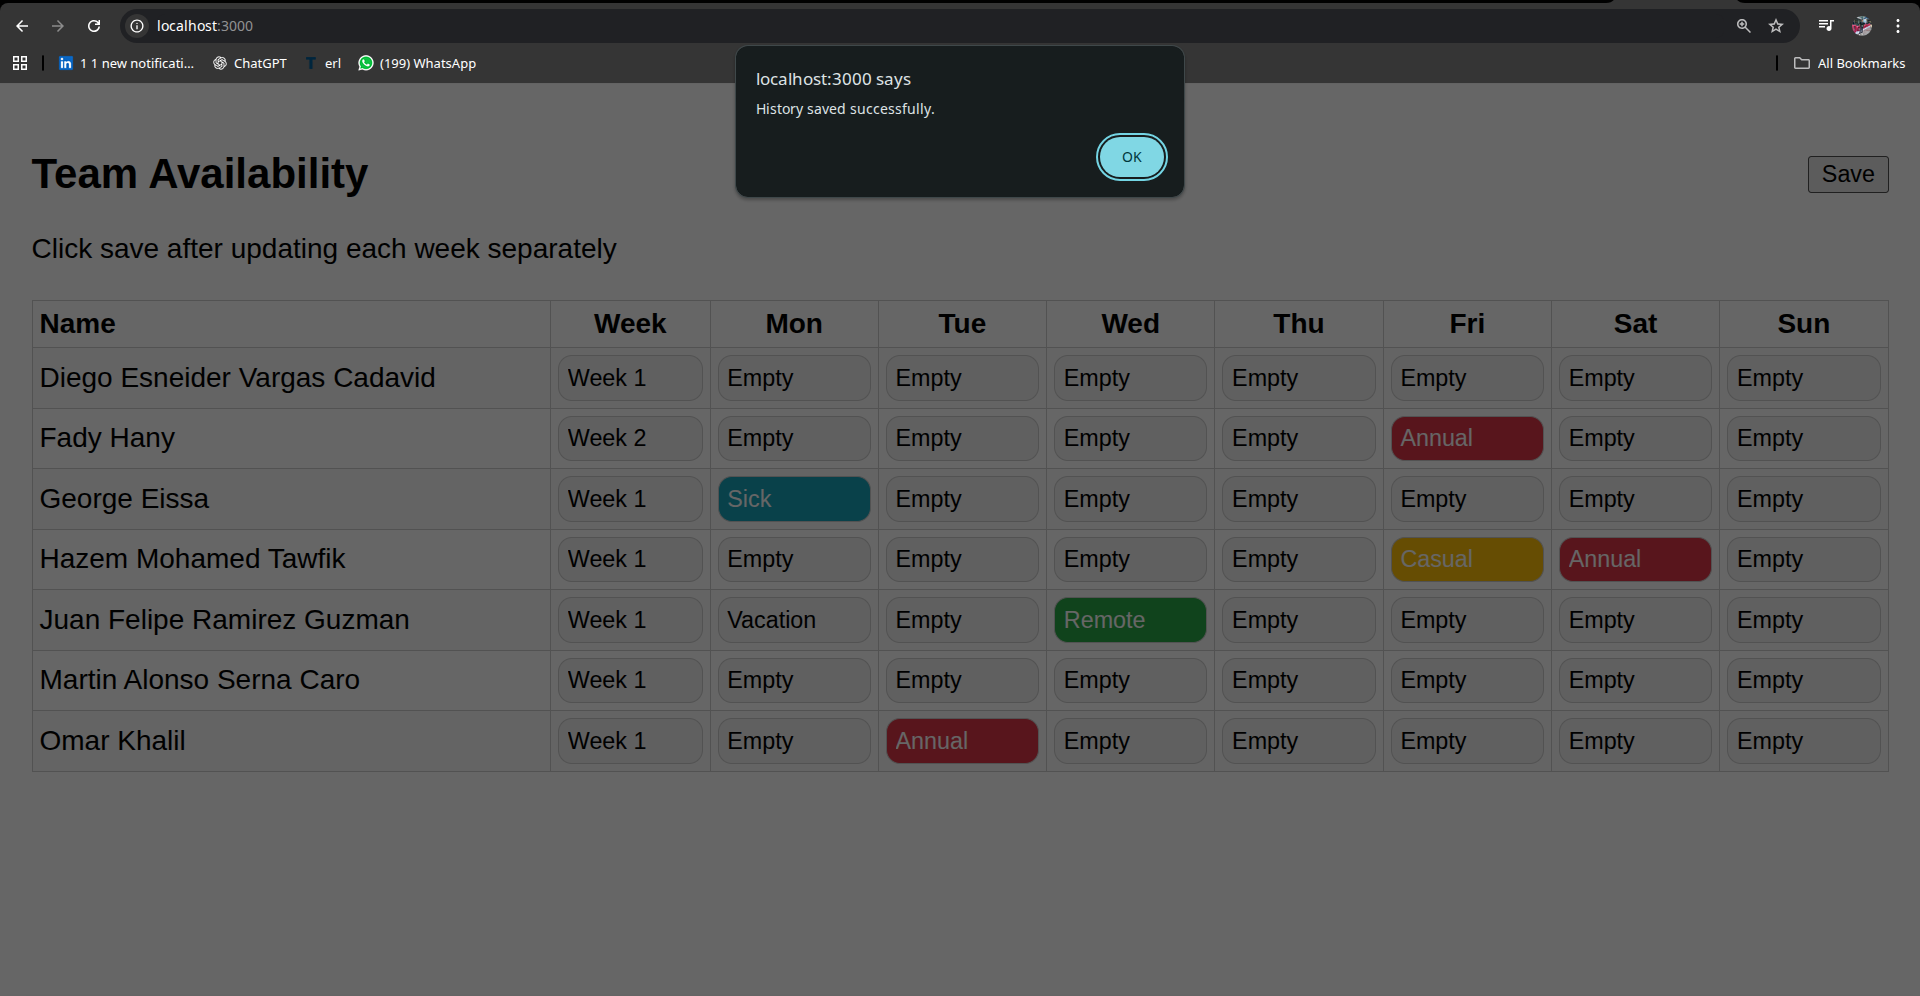 localhost:3000
1 1 new notificati...
ChatGPT
T erl
(199) WhatsApp
All Bookmarks
localhost:3000 says
History saved successfully.
OK
Team Availability
Save
Click save after updating each week separately
Name Week Mon Tue Wed Thu Fri Sat Sun
Diego Esneider Vargas Cadavid Week 1 Empty Empty Empty Empty Empty Empty Empty
Fady Hany Week 2 Empty Empty Empty Empty Annual Empty Empty
George Eissa Week 1 Sick Empty Empty Empty Empty Empty Empty
Hazem Mohamed Tawfik Week 1 Empty Empty Empty Empty Casual Annual Empty
Juan Felipe Ramirez Guzman Week 1 Vacation Empty Remote Empty Empty Empty Empty
Martin Alonso Serna Caro Week 1 Empty Empty Empty Empty Empty Empty Empty
Omar Khalil Week 1 Empty Annual Empty Empty Empty Empty Empty